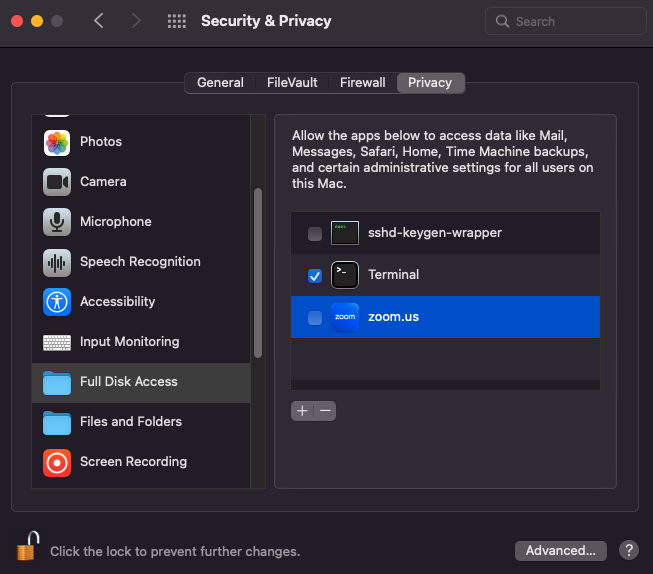 Security & Privacy
Search
General
FileVault
Firewall
Privacy
Photos
Camera
Microphone
Speech Recognition
Accessibility
Input Monitoring
Full Disk Access
Files and Folders
Screen Recording
Allow the apps below to access data like Mail,
Messages, Safari, Home, Time Machine backups,
and certain administrative settings for all users on
this Mac.
sshd-keygen-wrapper
>-
Terminal
zoom
zoom.us
+ −
Click the lock to prevent further changes.
Advanced...
?